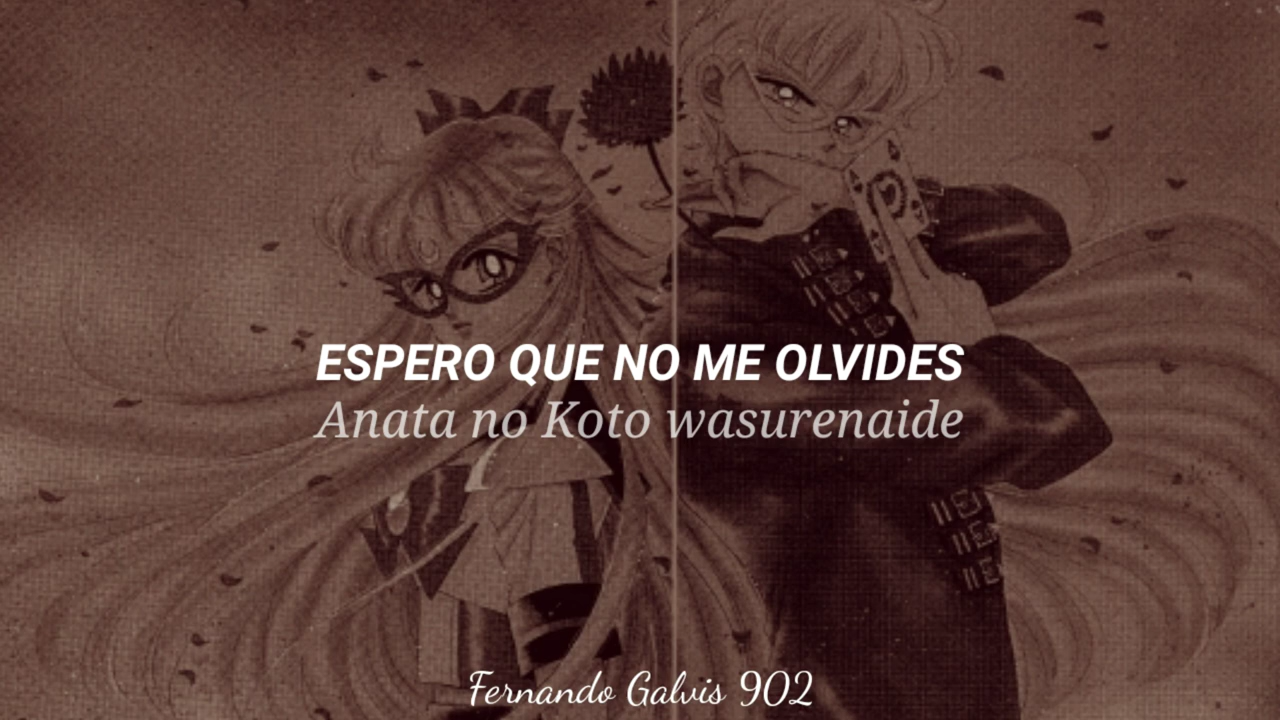 ESPERO QUE NO ME OLVIDES
Anata no Koto wasurenaide
Fernando Galvis 902